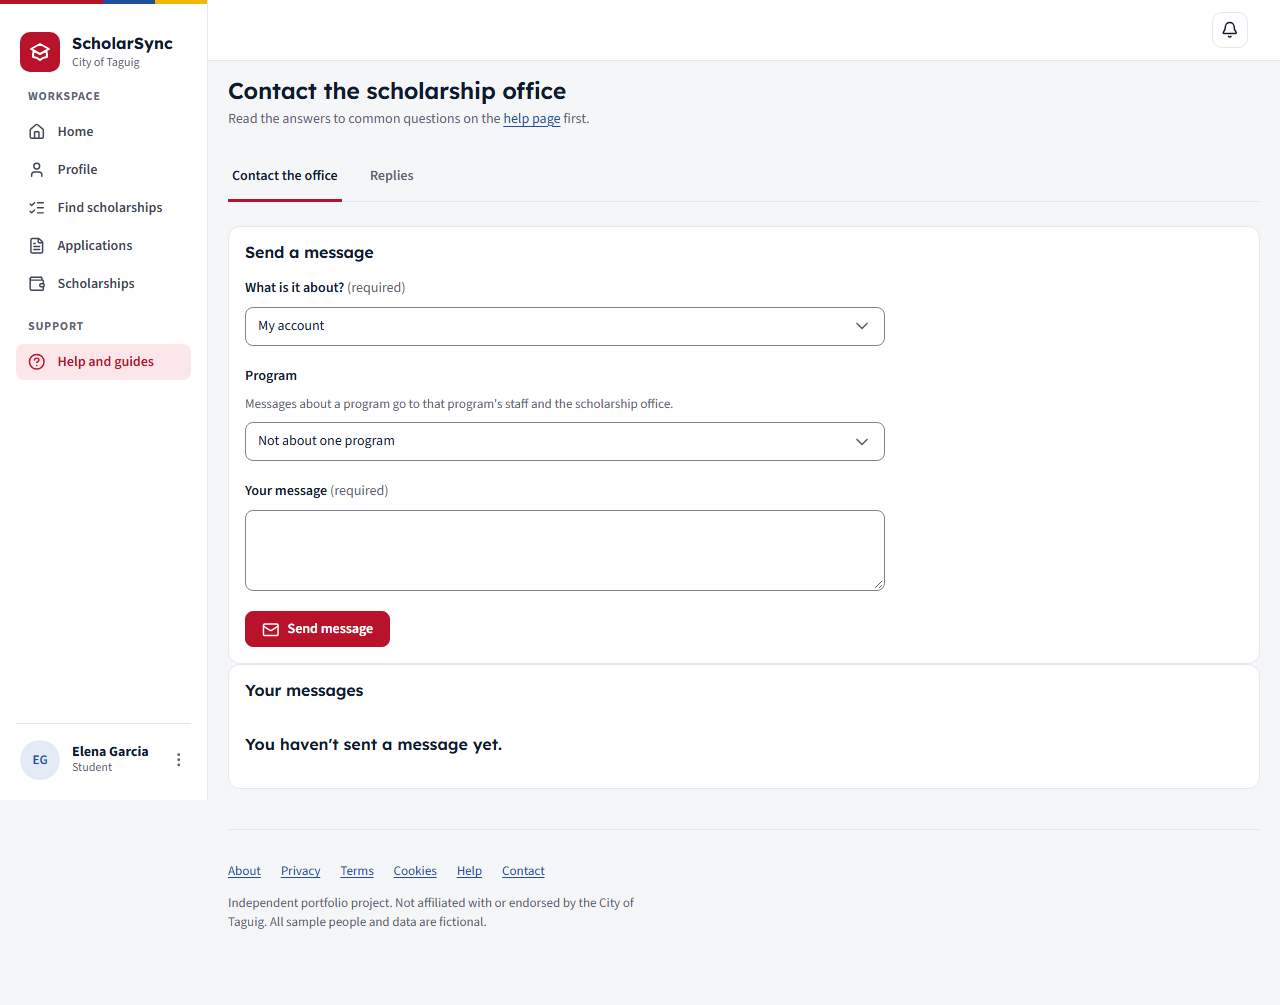 ScholarSync
City of Taguig
WORKSPACE
Home
Profile
Find scholarships
Applications
Scholarships
SUPPORT
Help and guides
EG
Elena Garcia
Student
Contact the scholarship office
Read the answers to common questions on the help page first.
Contact the office
Replies
Send a message
What is it about? (required)
My account
Program
Messages about a program go to that program's staff and the scholarship office.
Not about one program
Your message (required)
Send message
Your messages
You haven't sent a message yet.
About
Privacy
Terms
Cookies
Help
Contact
Independent portfolio project. Not affiliated with or endorsed by the City of
Taguig. All sample people and data are fictional.